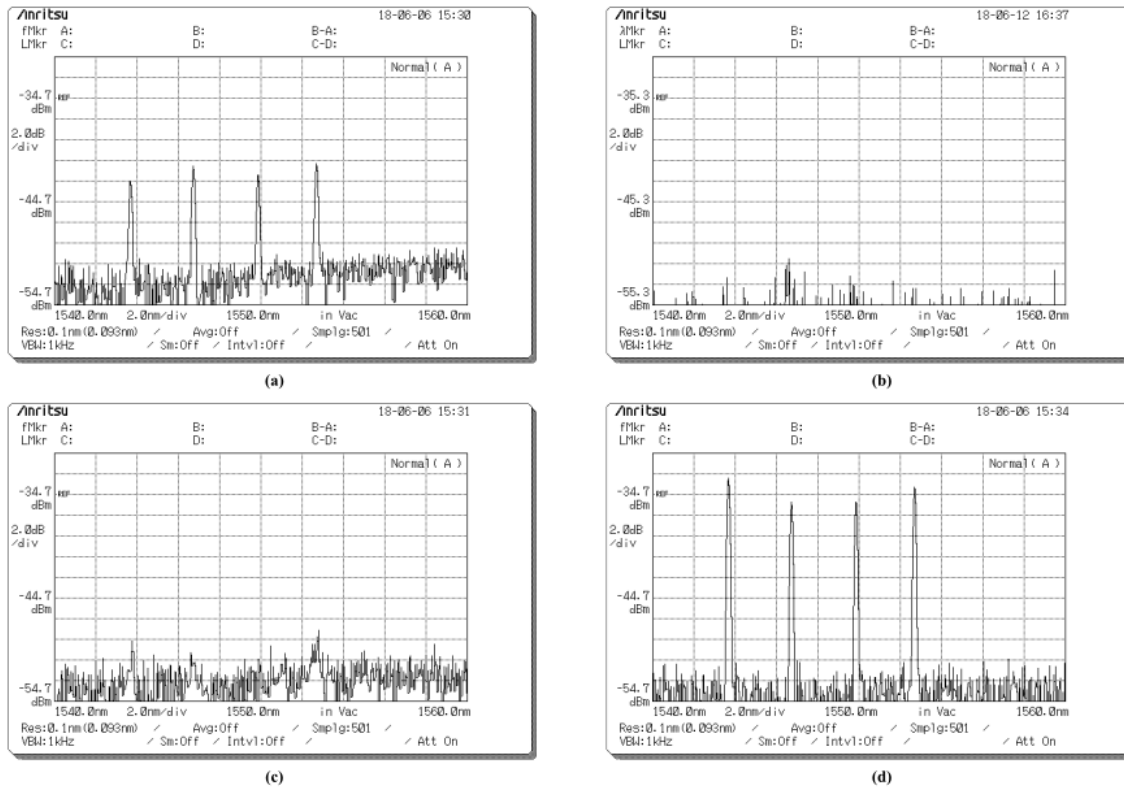 Anritsu 18-06-06 15:30
fMkr A: B: B-A:
LMkr C: D: C-D:
Normal(A)
-34.7 REF
dBm
2.0dB
/div
-44.7
dBm
-54.7
dBm
1540.0nm 2.0nm/div 1550.0nm in Vac 1560.0nm
Res:0.1nm(0.093nm) / Avg:Off / Smplg:501 /
VBW:1kHz / Sm:Off / Intvl:Off / / Att On
(a)
Anritsu 18-06-12 16:37
λMkr A: B: B-A:
LMkr C: D: C-D:
Normal(A)
-35.3 REF
dBm
2.0dB
/div
-45.3
dBm
-55.3
dBm
1540.0nm 2.0nm/div 1550.0nm in Vac 1560.0nm
Res:0.1nm(0.093nm) / Avg:Off / Smplg:501 /
VBW:1kHz / Sm:Off / Intvl:Off / / Att On
(b)
Anritsu 18-06-06 15:31
fMkr A: B: B-A:
LMkr C: D: C-D:
Normal(A)
-34.7 REF
dBm
2.0dB
/div
-44.7
dBm
-54.7
dBm
1540.0nm 2.0nm/div 1550.0nm in Vac 1560.0nm
Res:0.1nm(0.093nm) / Avg:Off / Smplg:501 /
VBW:1kHz / Sm:Off / Intvl:Off / / Att On
(c)
Anritsu 18-06-06 15:34
fMkr A: B: B-A:
LMkr C: D: C-D:
Normal(A)
-34.7 REF
dBm
2.0dB
/div
-44.7
dBm
-54.7
dBm
1540.0nm 2.0nm/div 1550.0nm in Vac 1560.0nm
Res:0.1nm(0.093nm) / Avg:Off / Smplg:501 /
VBW:1kHz / Sm:Off / Intvl:Off / / Att On
(d)